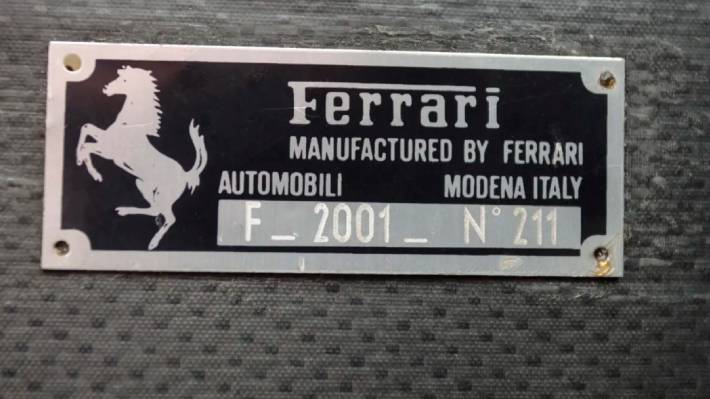 Ferrari
MANUFACTURED BY FERRARI
AUTOMOBILI MODENA ITALY
F_ 2001_ N° 211